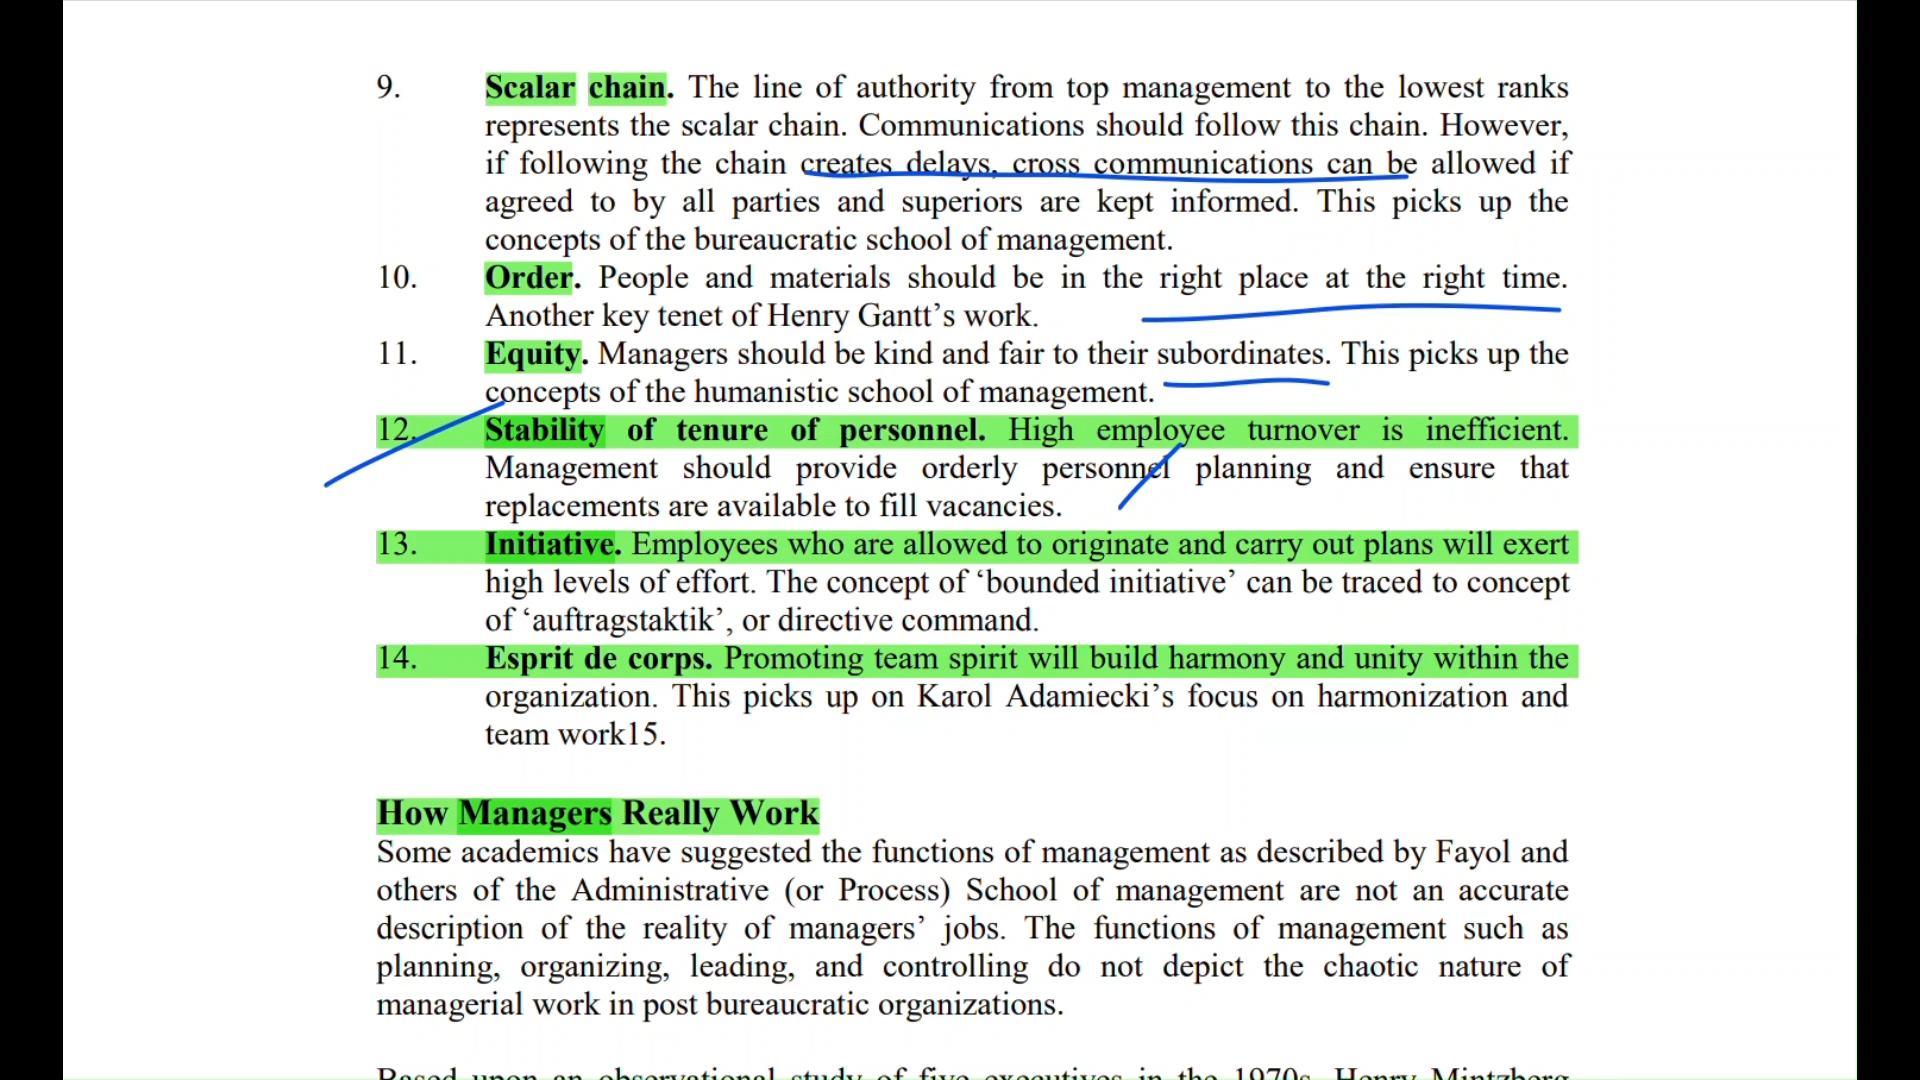 9. Scalar chain. The line of authority from top management to the lowest ranks
represents the scalar chain. Communications should follow this chain. However,
if following the chain creates delays, cross communications can be allowed if
agreed to by all parties and superiors are kept informed. This picks up the
concepts of the bureaucratic school of management.
10. Order. People and materials should be in the right place at the right time.
Another key tenet of Henry Gantt’s work.
11. Equity. Managers should be kind and fair to their subordinates. This picks up the
concepts of the humanistic school of management.
12. Stability of tenure of personnel. High employee turnover is inefficient.
Management should provide orderly personnel planning and ensure that
replacements are available to fill vacancies.
13. Initiative. Employees who are allowed to originate and carry out plans will exert
high levels of effort. The concept of ‘bounded initiative’ can be traced to concept
of ‘auftragstaktik’, or directive command.
14. Esprit de corps. Promoting team spirit will build harmony and unity within the
organization. This picks up on Karol Adamiecki’s focus on harmonization and
team work15.
How Managers Really Work
Some academics have suggested the functions of management as described by Fayol and
others of the Administrative (or Process) School of management are not an accurate
description of the reality of managers’ jobs. The functions of management such as
planning, organizing, leading, and controlling do not depict the chaotic nature of
managerial work in post bureaucratic organizations.
Based upon an observational study of five executives in the 1970s, Henry Mintzberg